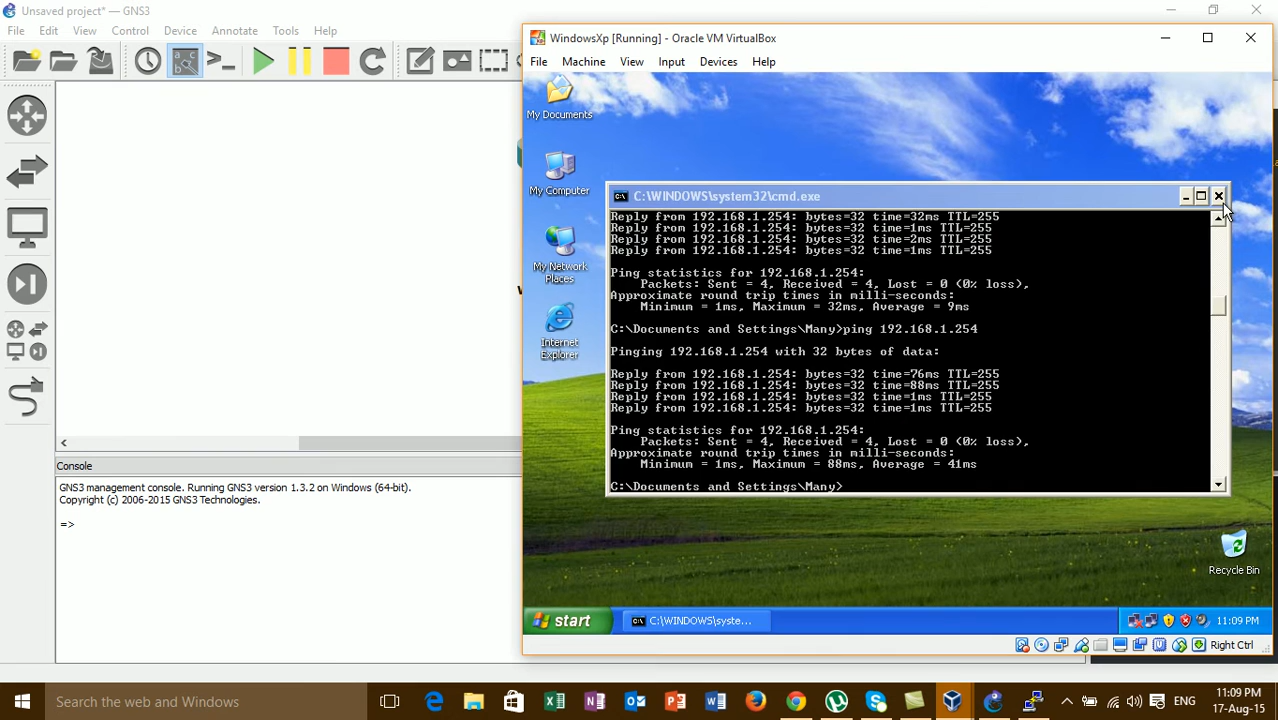 Unsaved project* — GNS3
File Edit View Control Device Annotate Tools Help
WindowsXp [Running] - Oracle VM VirtualBox
File Machine View Input Devices Help
My Documents
My Computer
My Network
Places
Internet
Explorer
C:\WINDOWS\system32\cmd.exe
Reply from 192.168.1.254: bytes=32 time=32ms TTL=255
Reply from 192.168.1.254: bytes=32 time=1ms TTL=255
Reply from 192.168.1.254: bytes=32 time=2ms TTL=255
Reply from 192.168.1.254: bytes=32 time=1ms TTL=255
Ping statistics for 192.168.1.254:
Packets: Sent = 4, Received = 4, Lost = 0 (0% loss),
Approximate round trip times in milli-seconds:
Minimum = 1ms, Maximum = 32ms, Average = 9ms
C:\Documents and Settings\Many>ping 192.168.1.254
Pinging 192.168.1.254 with 32 bytes of data:
Reply from 192.168.1.254: bytes=32 time=76ms TTL=255
Reply from 192.168.1.254: bytes=32 time=88ms TTL=255
Reply from 192.168.1.254: bytes=32 time=1ms TTL=255
Reply from 192.168.1.254: bytes=32 time=1ms TTL=255
Ping statistics for 192.168.1.254:
Packets: Sent = 4, Received = 4, Lost = 0 (0% loss),
Approximate round trip times in milli-seconds:
Minimum = 1ms, Maximum = 88ms, Average = 41ms
C:\Documents and Settings\Many>
Recycle Bin
start
C:\WINDOWS\syste...
11:09 PM
Right Ctrl
Console
GNS3 management console. Running GNS3 version 1.3.2 on Windows (64-bit).
Copyright (c) 2006-2015 GNS3 Technologies.
=>
Search the web and Windows
ENG
11:09 PM
17-Aug-15